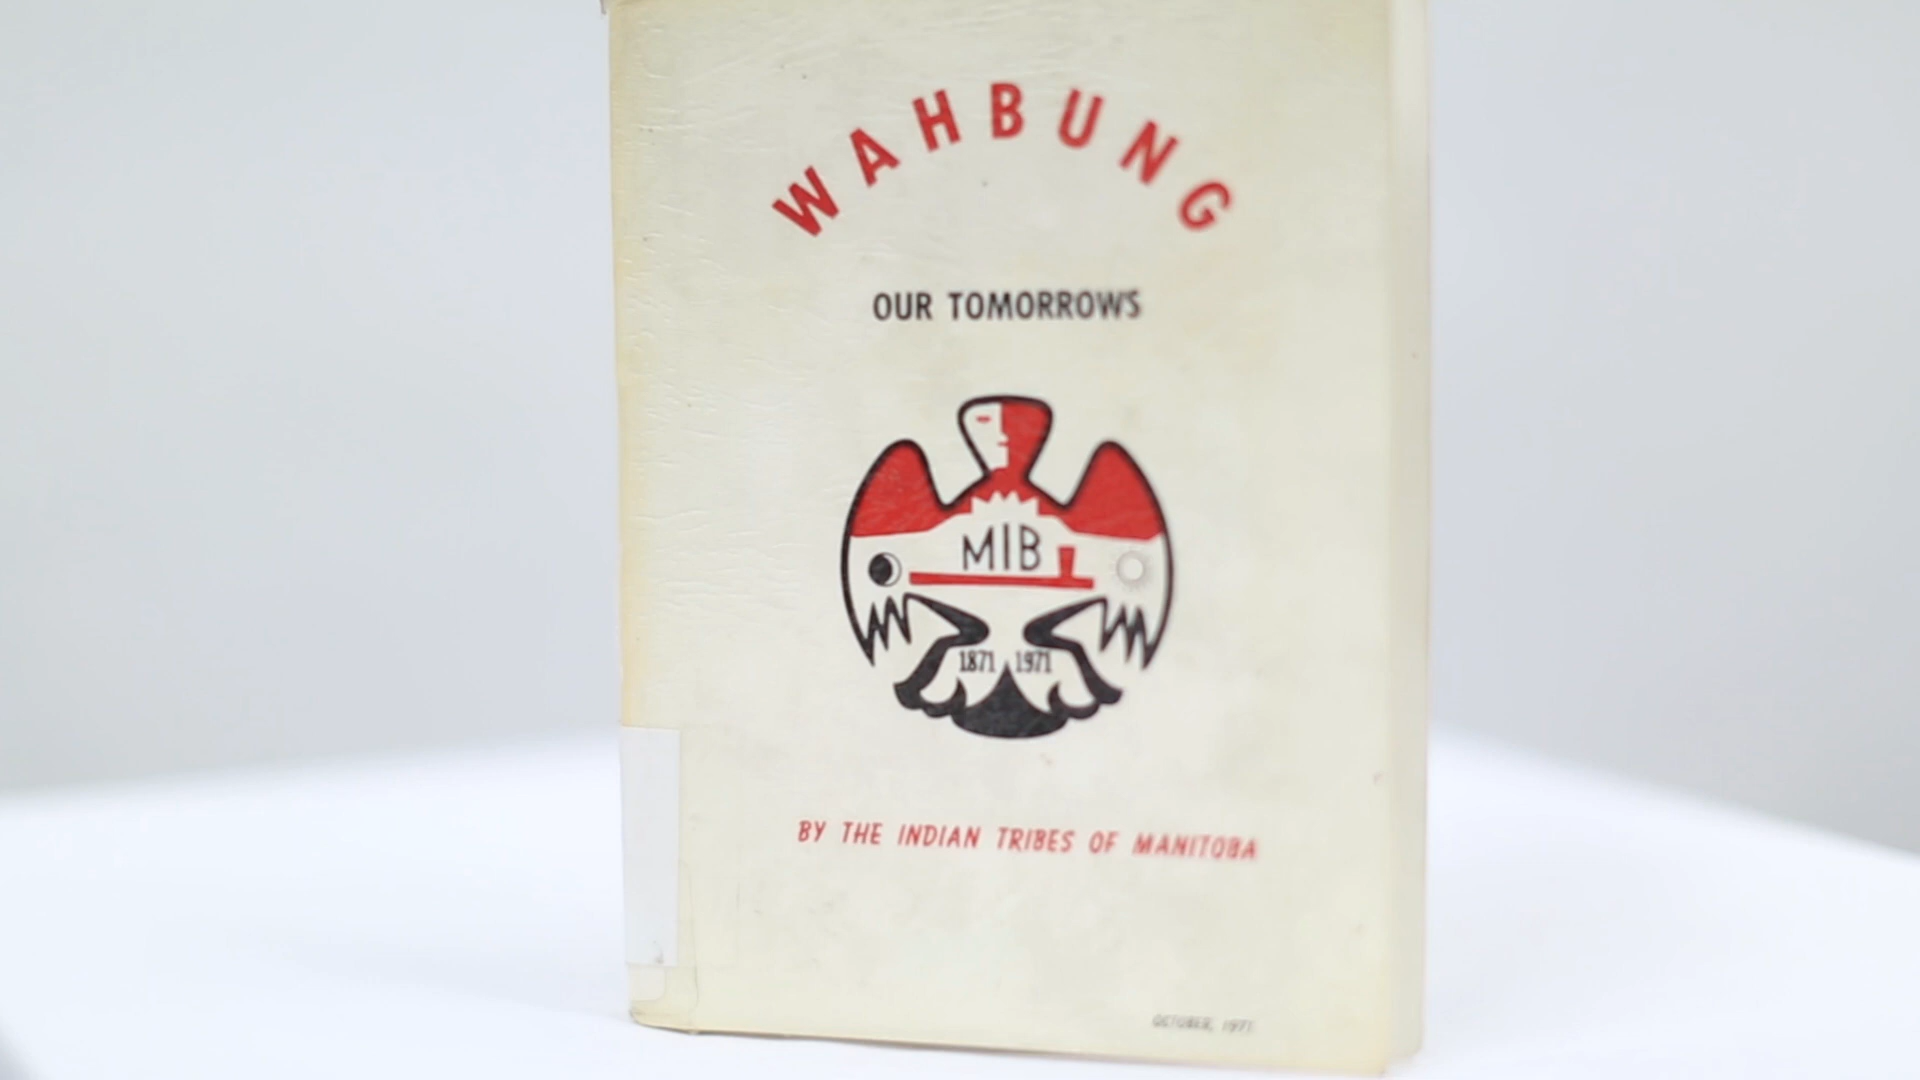 WAHBUNG
OUR TOMORROWS
MIB
1871 1971
BY THE INDIAN TRIBES OF MANITOBA
OCTOBER, 1971